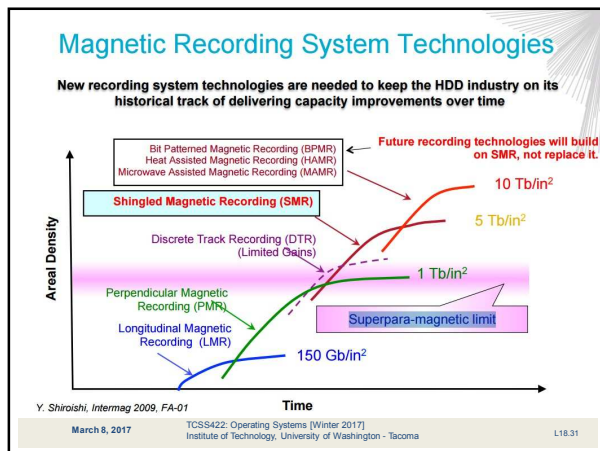 Magnetic Recording System Technologies
New recording system technologies are needed to keep the HDD industry on its
historical track of delivering capacity improvements over time
Bit Patterned Magnetic Recording (BPMR)
Heat Assisted Magnetic Recording (HAMR)
Microwave Assisted Magnetic Recording (MAMR)
Future recording technologies will build
on SMR, not replace it.
10 Tb/in²
Shingled Magnetic Recording (SMR)
5 Tb/in²
Discrete Track Recording (DTR)
(Limited Gains)
1 Tb/in²
Perpendicular Magnetic
Recording (PMR)
Superpara-magnetic limit
Longitudinal Magnetic
Recording (LMR)
150 Gb/in²
Areal Density
Time
Y. Shiroishi, Intermag 2009, FA-01
March 8, 2017
TCSS422: Operating Systems [Winter 2017]
Institute of Technology, University of Washington - Tacoma
L18.31